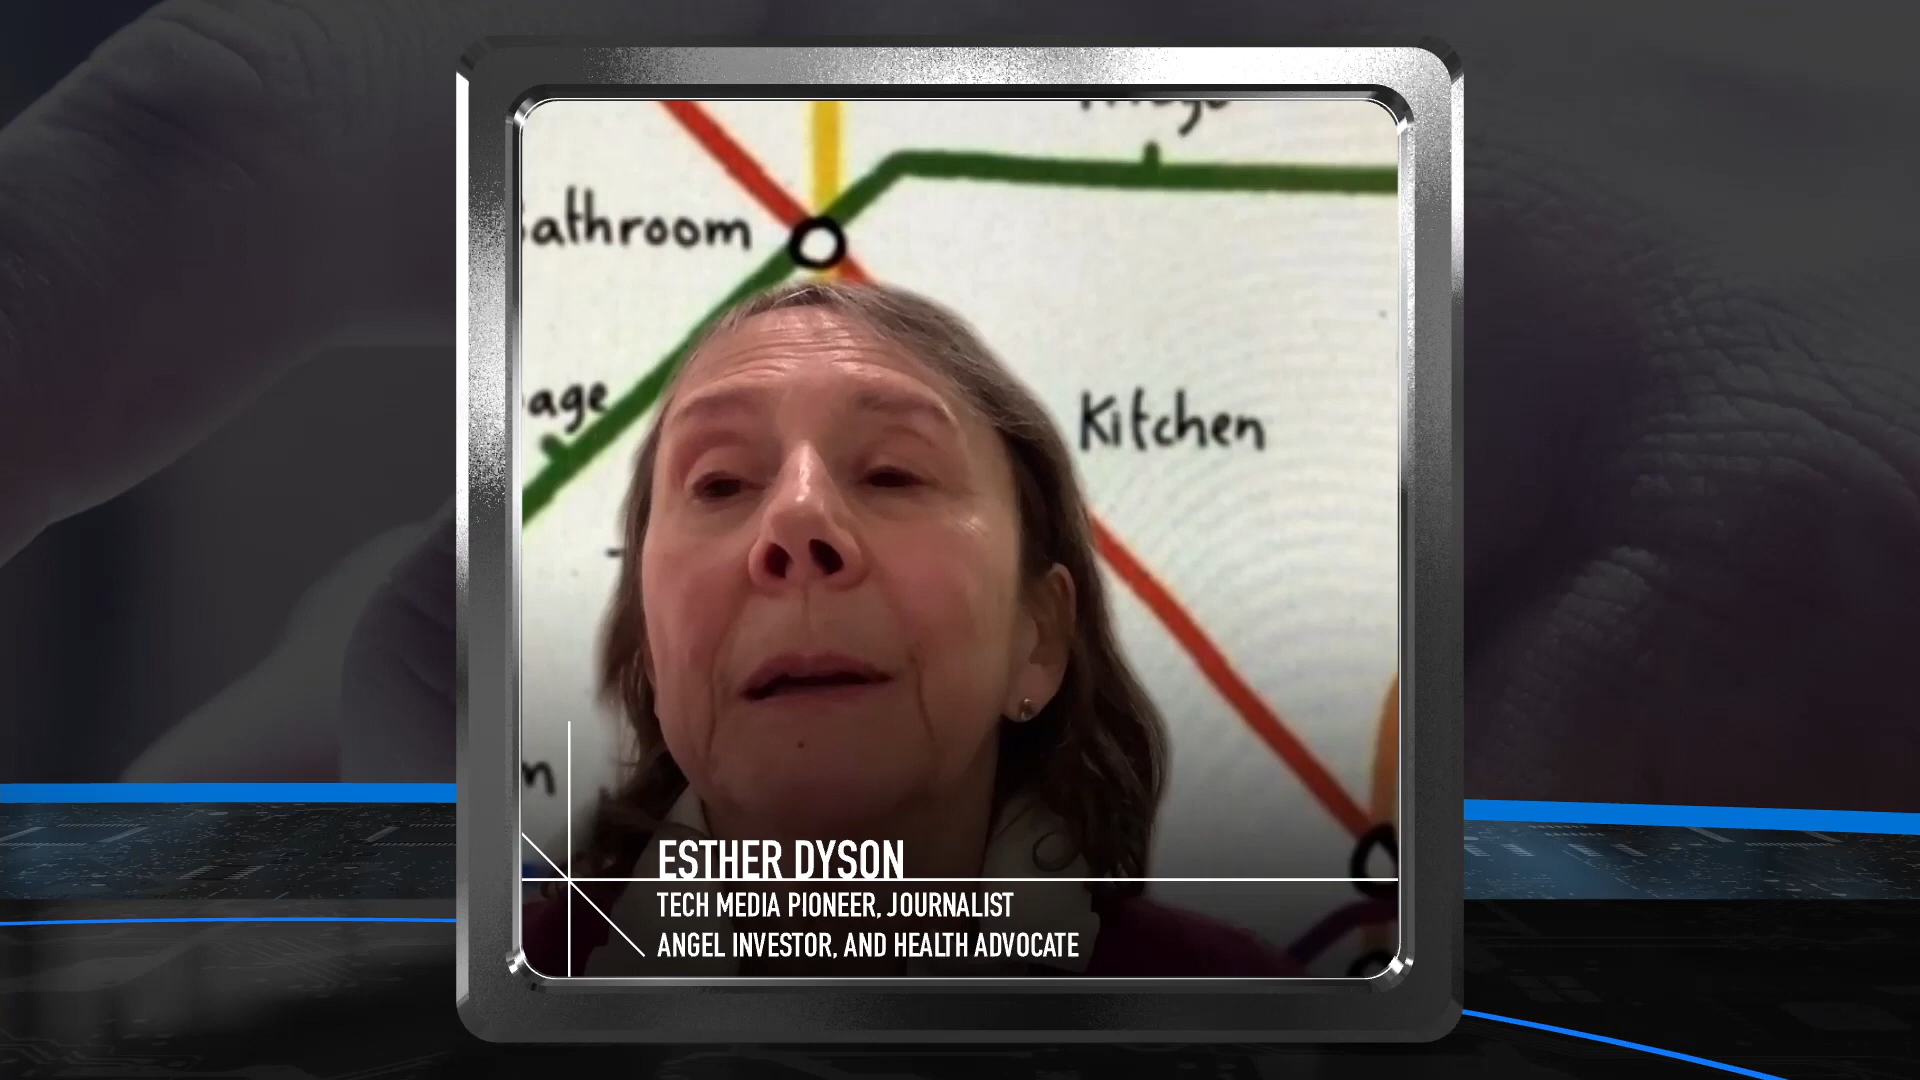 athroom
age
Kitchen
ESTHER DYSON
TECH MEDIA PIONEER, JOURNALIST
ANGEL INVESTOR, AND HEALTH ADVOCATE